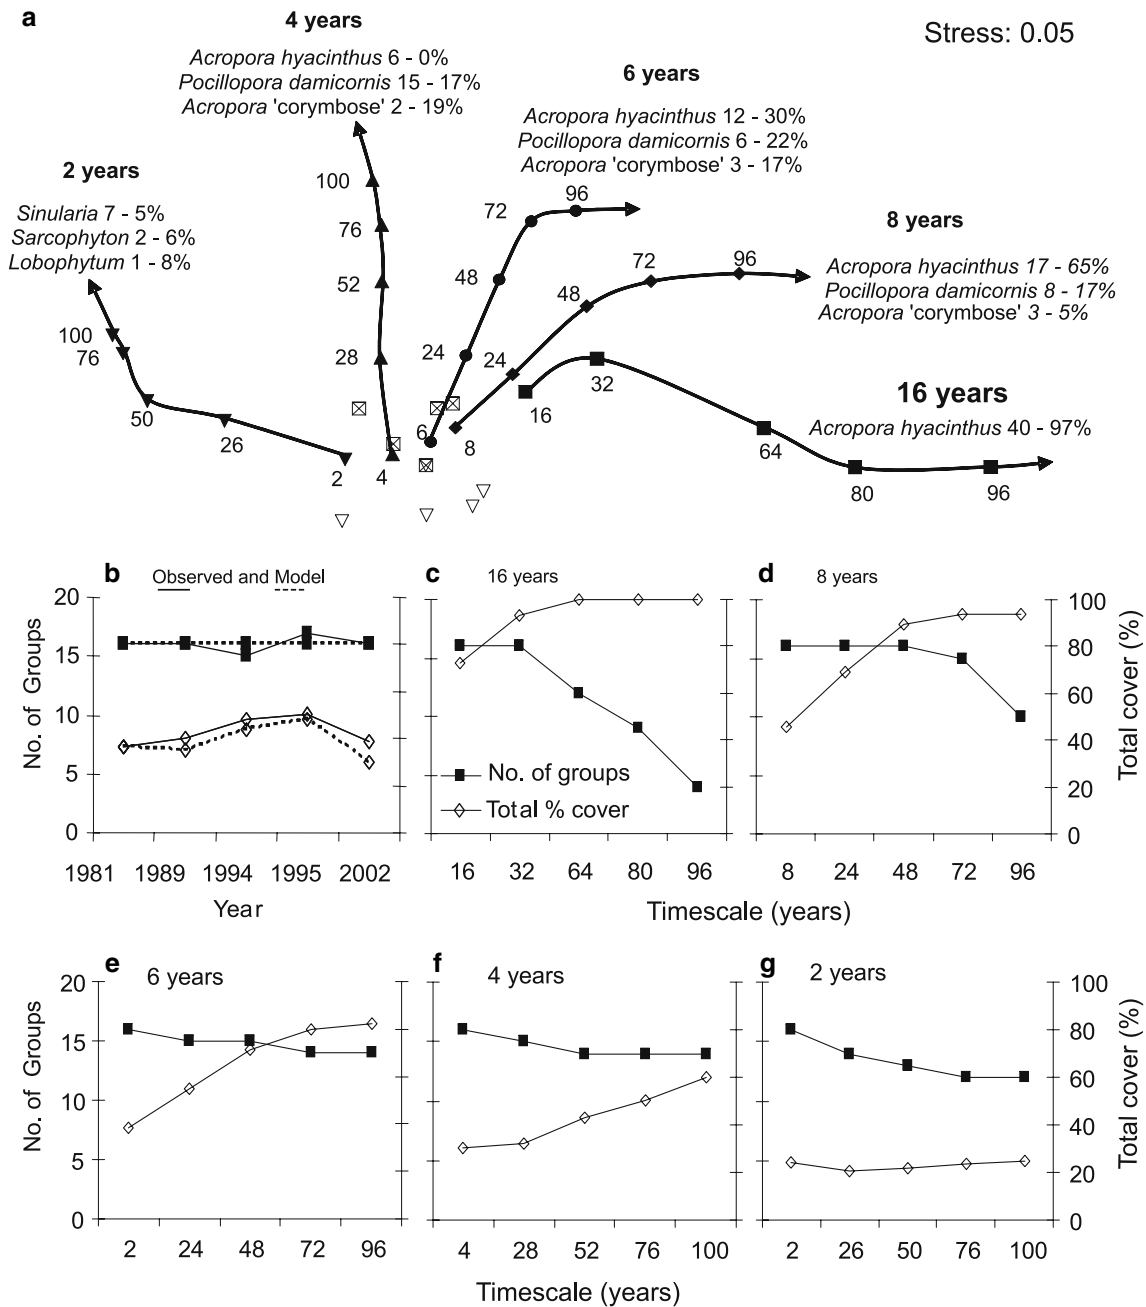 a
4 years
Stress: 0.05
Acropora hyacinthus 6 - 0%
Pocillopora damicornis 15 - 17%
Acropora 'corymbose' 2 - 19%
6 years
Acropora hyacinthus 12 - 30%
Pocillopora damicornis 6 - 22%
Acropora 'corymbose' 3 - 17%
2 years
Sinularia 7 - 5%
Sarcophyton 2 - 6%
Lobophytum 1 - 8%
8 years
Acropora hyacinthus 17 - 65%
Pocillopora damicornis 8 - 17%
Acropora 'corymbose' 3 - 5%
16 years
Acropora hyacinthus 40 - 97%
100
76
50
26
2
100
76
52
28
4
96
72
48
24
6
96
72
48
24
8
16
32
64
80
96
b
Observed and Model
20
15
10
5
0
No. of Groups
1981 1989 1994 1995 2002
Year
c
16 years
No. of groups
Total % cover
16 32 64 80 96
d
8 years
100
80
60
40
20
0
Total cover (%)
8 24 48 72 96
Timescale (years)
e
6 years
20
15
10
5
0
No. of Groups
2 24 48 72 96
f
4 years
4 28 52 76 100
g
2 years
100
80
60
40
20
0
Total cover (%)
2 26 50 76 100
Timescale (years)